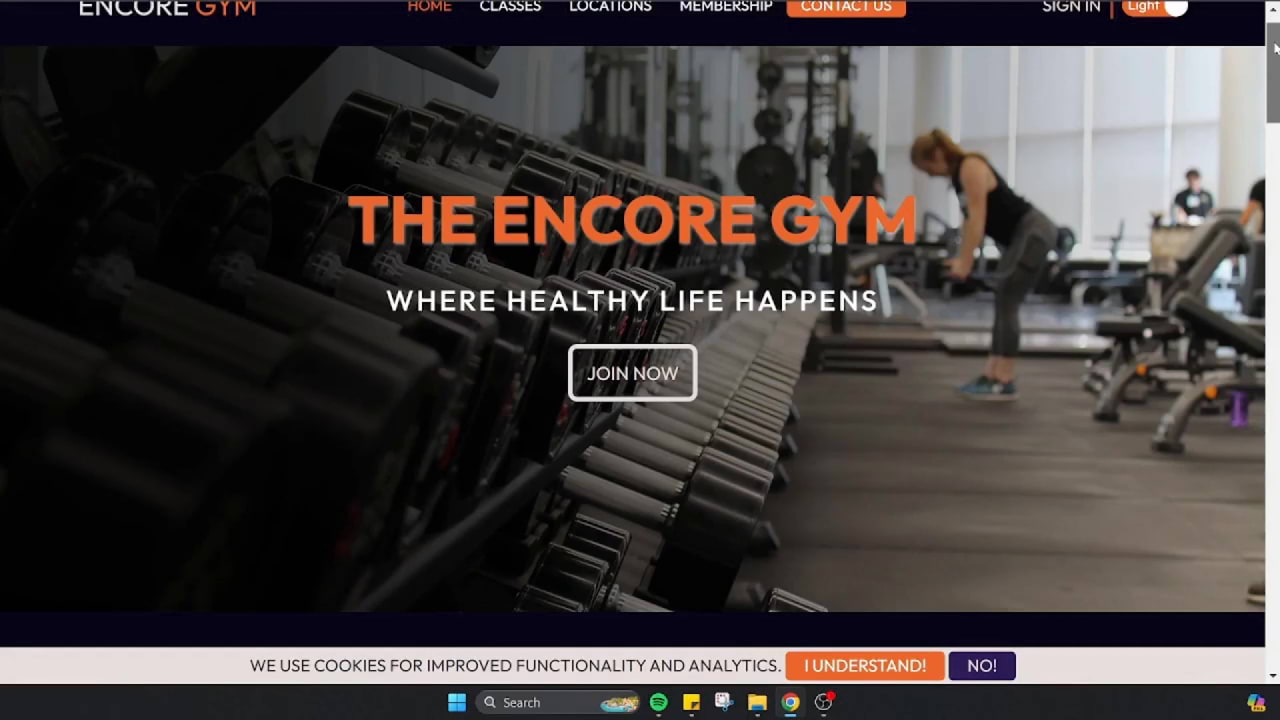 ENCORE GYM
HOME CLASSES LOCATIONS MEMBERSHIP CONTACT US SIGN IN | Light
THE ENCORE GYM
WHERE HEALTHY LIFE HAPPENS
JOIN NOW
WE USE COOKIES FOR IMPROVED FUNCTIONALITY AND ANALYTICS. I UNDERSTAND! NO!
Search